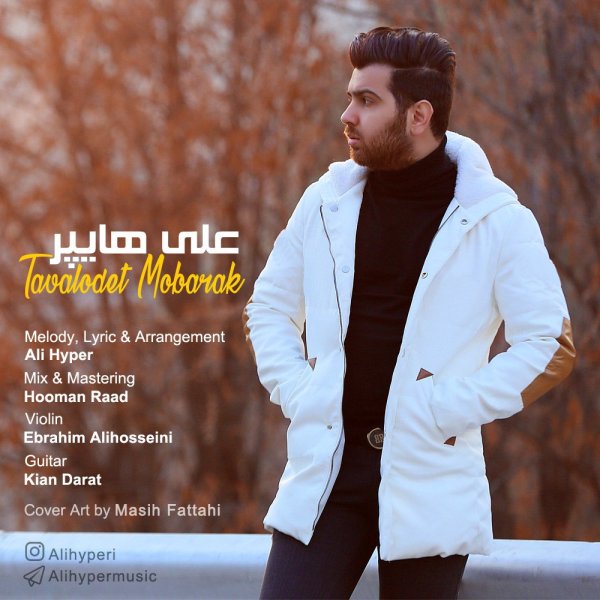 علی هایپر
Tavalodet Mobarak
Melody, Lyric & Arrangement
Ali Hyper
Mix & Mastering
Hooman Raad
Violin
Ebrahim Alihosseini
Guitar
Kian Darat
Cover Art by Masih Fattahi
Alihyperi
Alihypermusic